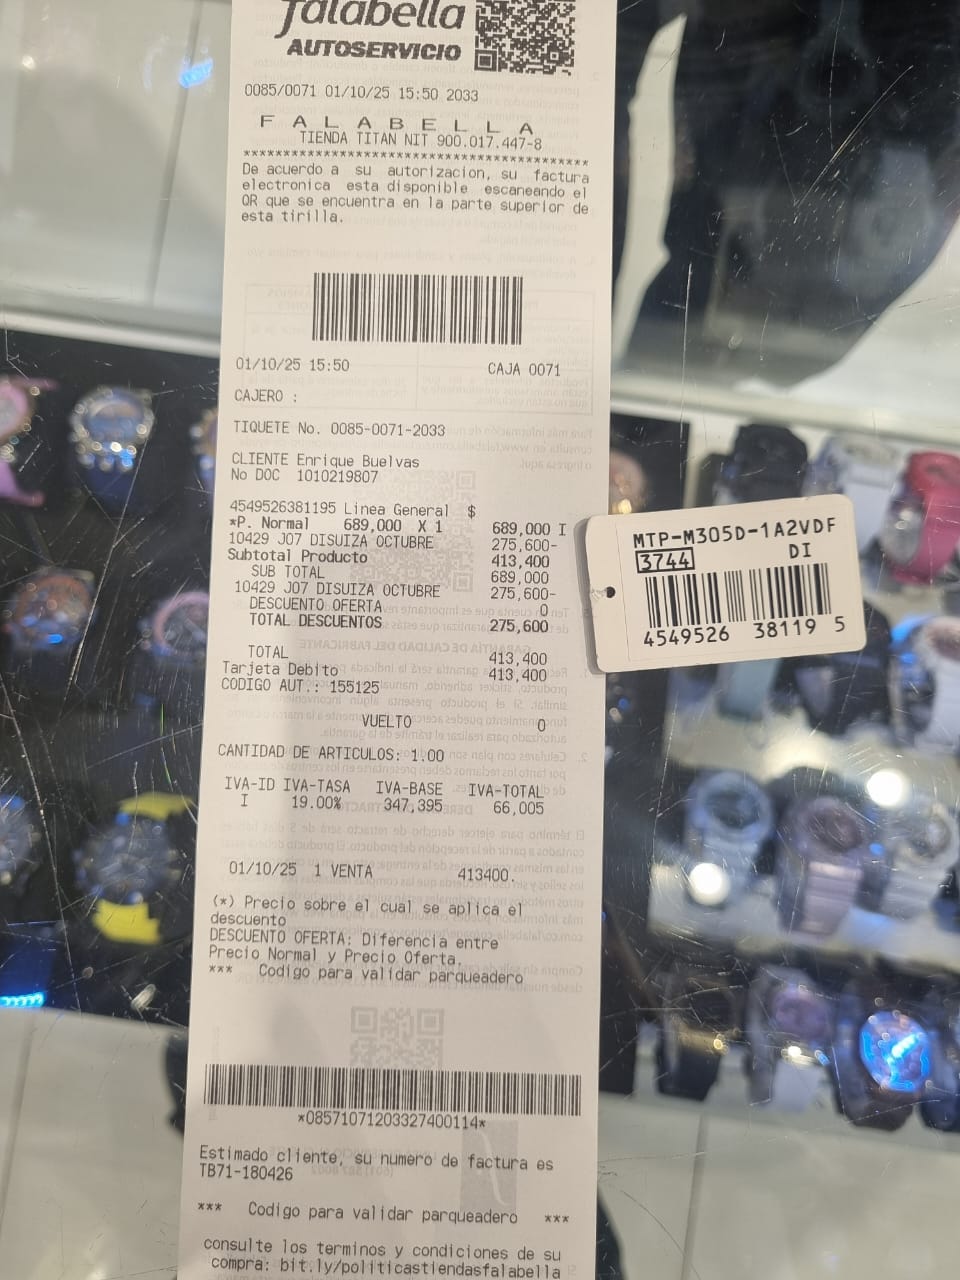 falabella
AUTOSERVICIO
0085/0071 01/10/25 15:50 2033
F A L A B E L L A
TIENDA TITAN NIT 900.017.447-8
*******************************************
De acuerdo a su autorizacion, su factura
electronica esta disponible escaneando el
QR que se encuentra en la parte superior de
esta tirilla.
01/10/25 15:50 CAJA 0071
CAJERO :
TIQUETE No. 0085-0071-2033
CLIENTE Enrique Buelvas
No DOC 1010219807
4549526381195 Linea General $
*P. Normal 689,000 X 1 689,000 I
10429 J07 DISUIZA OCTUBRE 275,600-
Subtotal Producto 413,400
SUB TOTAL 689,000
10429 J07 DISUIZA OCTUBRE 275,600-
DESCUENTO OFERTA 0
TOTAL DESCUENTOS 275,600
TOTAL 413,400
Tarjeta Debito 413,400
CODIGO AUT.: 155125
VUELTO 0
CANTIDAD DE ARTICULOS: 1.00
IVA-ID IVA-TASA IVA-BASE IVA-TOTAL
I 19.00% 347,395 66,005
01/10/25 1 VENTA 413400.
(*) Precio sobre el cual se aplica el
descuento
DESCUENTO OFERTA: Diferencia entre
Precio Normal y Precio Oferta.
*** Codigo para validar parqueadero
*08571071203327400114*
Estimado cliente, su numero de factura es
TB71-180426
*** Codigo para validar parqueadero ***
consulte los terminos y condiciones de su
compra: bit.ly/politicastiendasfalabella
MTP-M305D-1A2VDF
3744 DI
4549526 38119 5